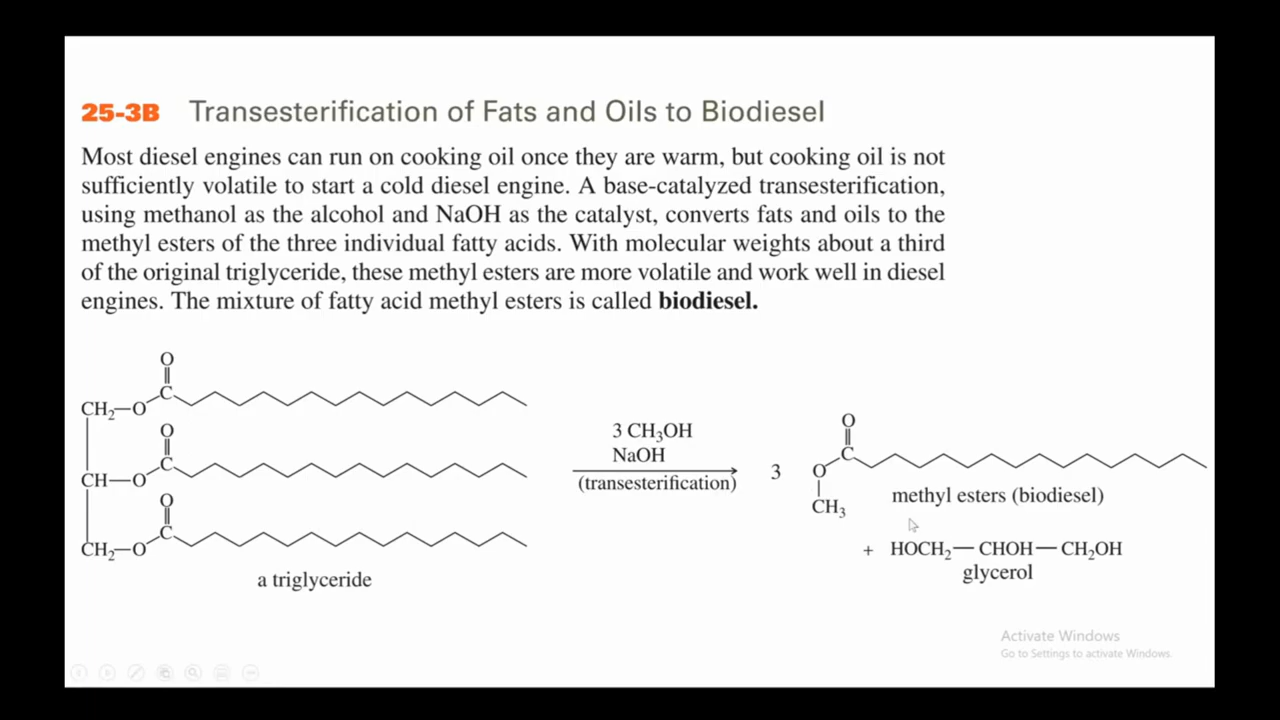 25-3B Transesterification of Fats and Oils to Biodiesel
Most diesel engines can run on cooking oil once they are warm, but cooking oil is not
sufficiently volatile to start a cold diesel engine. A base-catalyzed transesterification,
using methanol as the alcohol and NaOH as the catalyst, converts fats and oils to the
methyl esters of the three individual fatty acids. With molecular weights about a third
of the original triglyceride, these methyl esters are more volatile and work well in diesel
engines. The mixture of fatty acid methyl esters is called biodiesel.
O
C
CH₂—O
O
C
CH—O
O
C
CH₂—O
a triglyceride
3 CH₃OH
NaOH
(transesterification)
3
O
C
O
CH₃
methyl esters (biodiesel)
+ HOCH₂—CHOH—CH₂OH
glycerol
Activate Windows
Go to Settings to activate Windows.